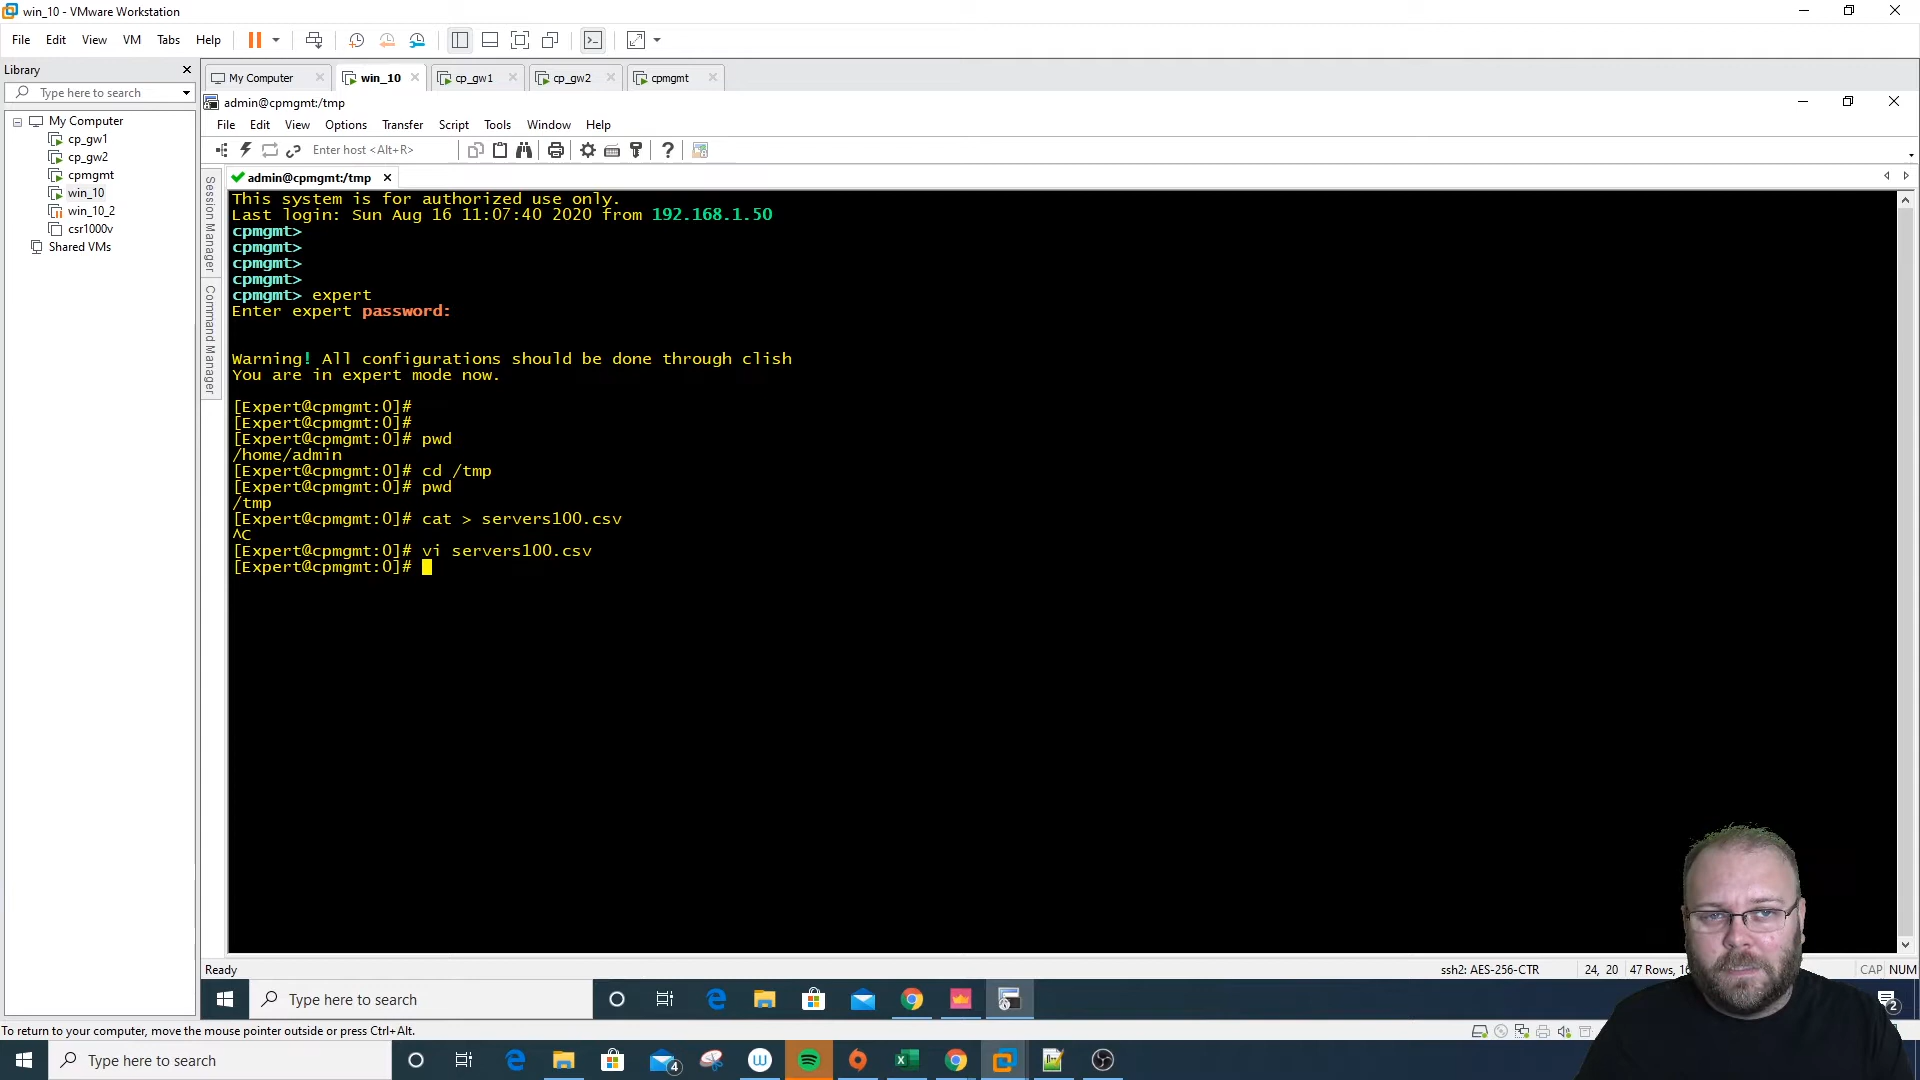 win_10 - VMware Workstation
File Edit View VM Tabs Help
Library
Type here to search
My Computer
cp_gw1
cp_gw2
cpmgmt
win_10
win_10_2
csr1000v
Shared VMs
My Computer win_10 cp_gw1 cp_gw2 cpmgmt
admin@cpmgmt:/tmp
File Edit View Options Transfer Script Tools Window Help
Enter host <Alt+R>
admin@cpmgmt:/tmp
Session Manager
Command Manager
This system is for authorized use only.
Last login: Sun Aug 16 11:07:40 2020 from 192.168.1.50
cpmgmt>
cpmgmt>
cpmgmt>
cpmgmt>
cpmgmt> expert
Enter expert password:
Warning! All configurations should be done through clish
You are in expert mode now.
[Expert@cpmgmt:0]#
[Expert@cpmgmt:0]#
[Expert@cpmgmt:0]# pwd
/home/admin
[Expert@cpmgmt:0]# cd /tmp
[Expert@cpmgmt:0]# pwd
/tmp
[Expert@cpmgmt:0]# cat > servers100.csv
^C
[Expert@cpmgmt:0]# vi servers100.csv
[Expert@cpmgmt:0]#
Ready ssh2: AES-256-CTR 24, 20 47 Rows, CAP NUM
Type here to search 2
To return to your computer, move the mouse pointer outside or press Ctrl+Alt.
Type here to search 4